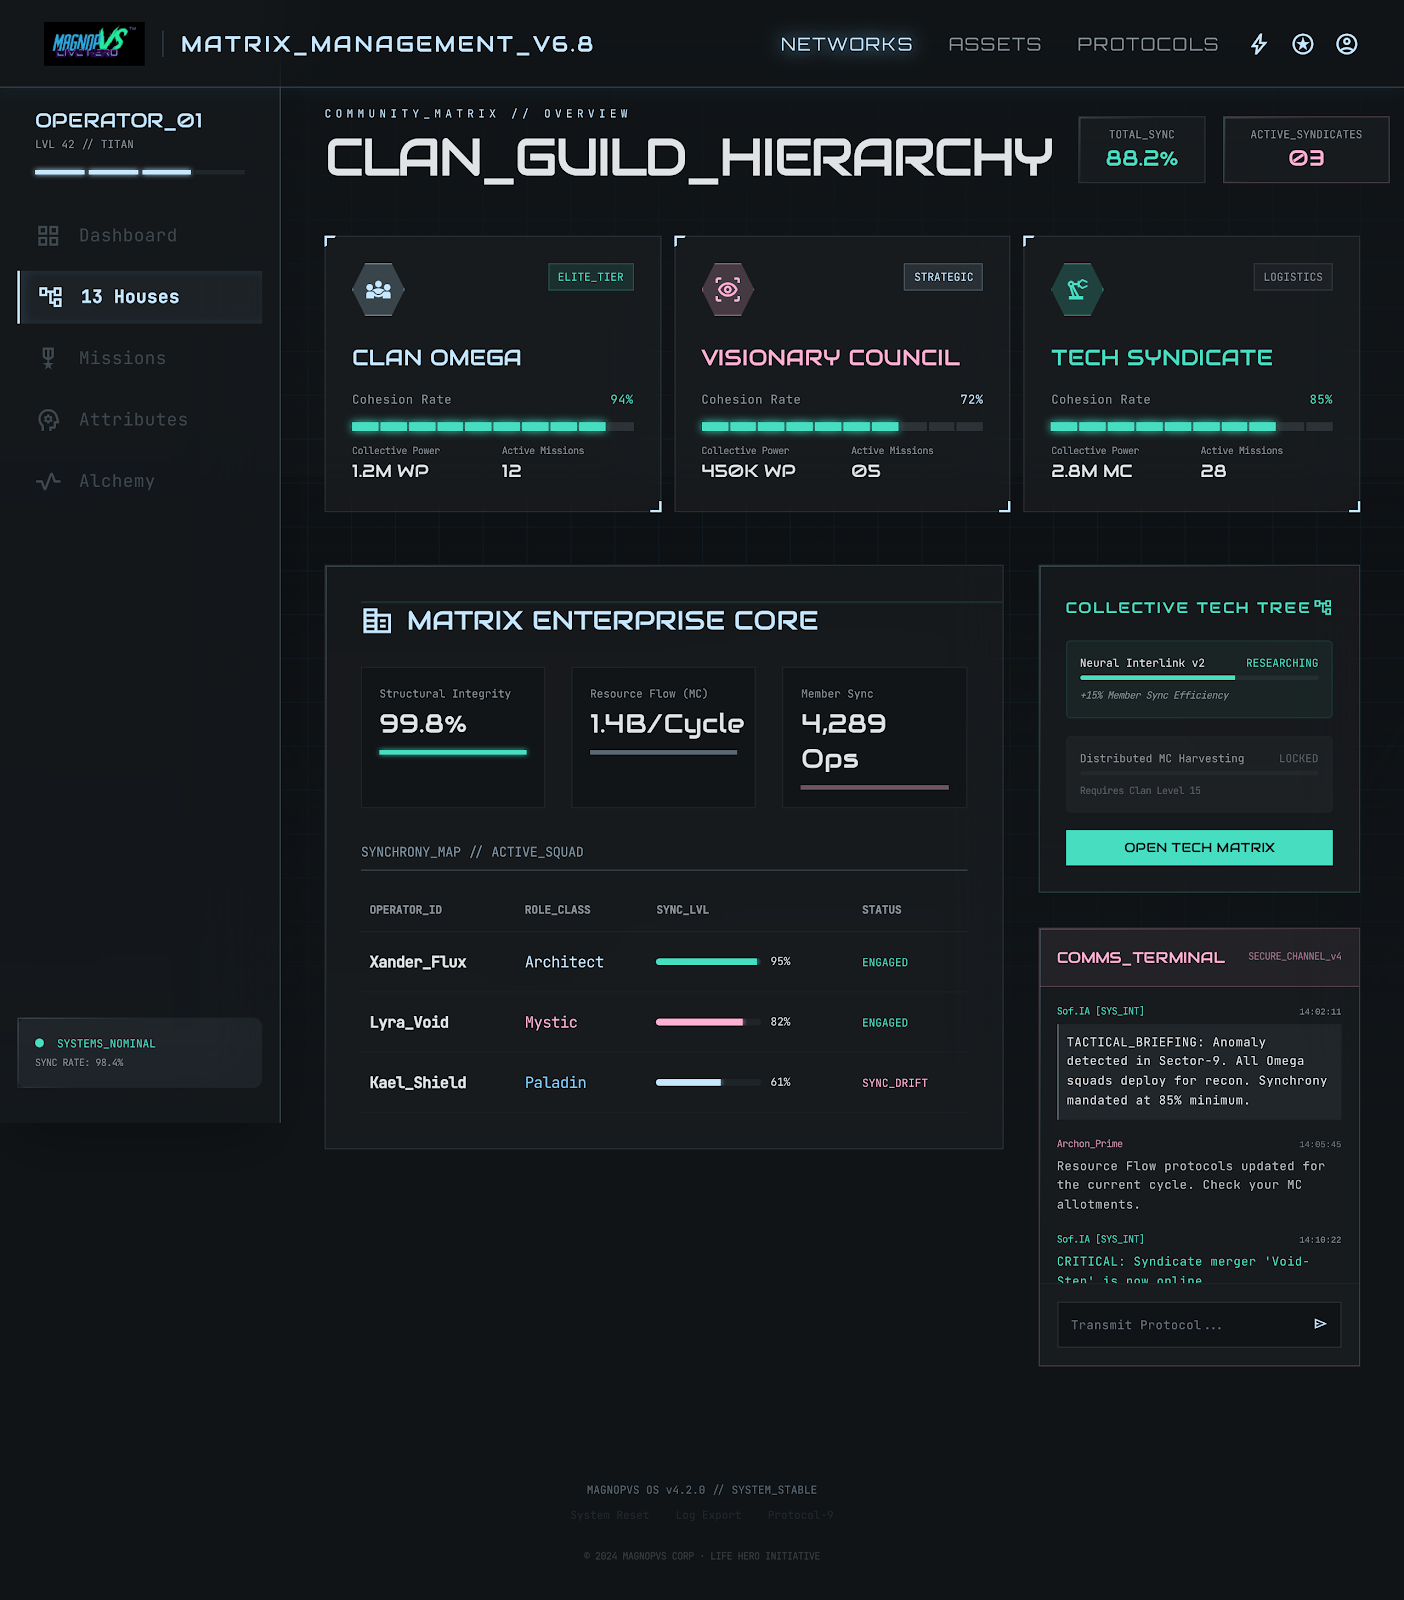 MAGNOPVS™
LIVE HERO
MATRIX_MANAGEMENT_V6.8
NETWORKS
ASSETS
PROTOCOLS
OPERATOR_01
LVL 42 // TITAN
Dashboard
13 Houses
Missions
Attributes
Alchemy
SYSTEMS_NOMINAL
SYNC RATE: 98.4%
COMMUNITY_MATRIX // OVERVIEW
CLAN_GUILD_HIERARCHY
TOTAL_SYNC
88.2%
ACTIVE_SYNDICATES
03
ELITE_TIER
CLAN OMEGA
Cohesion Rate 94%
Collective Power Active Missions
1.2M WP 12
STRATEGIC
VISIONARY COUNCIL
Cohesion Rate 72%
Collective Power Active Missions
450K WP 05
LOGISTICS
TECH SYNDICATE
Cohesion Rate 85%
Collective Power Active Missions
2.8M MC 28
MATRIX ENTERPRISE CORE
Structural Integrity
99.8%
Resource Flow (MC)
1.4B/Cycle
Member Sync
4,289
Ops
SYNCHRONY_MAP // ACTIVE_SQUAD
OPERATOR_ID ROLE_CLASS SYNC_LVL STATUS
Xander_Flux Architect 95% ENGAGED
Lyra_Void Mystic 82% ENGAGED
Kael_Shield Paladin 61% SYNC_DRIFT
COLLECTIVE TECH TREE
Neural Interlink v2 RESEARCHING
+15% Member Sync Efficiency
Distributed MC Harvesting LOCKED
Requires Clan Level 15
OPEN TECH MATRIX
COMMS_TERMINAL SECURE_CHANNEL_v4
Sof.IA [SYS_INT] 14:02:11
TACTICAL_BRIEFING: Anomaly
detected in Sector-9. All Omega
squads deploy for recon. Synchrony
mandated at 85% minimum.
Archon_Prime 14:05:45
Resource Flow protocols updated for
the current cycle. Check your MC
allotments.
Sof.IA [SYS_INT] 14:10:22
CRITICAL: Syndicate merger 'Void-
Step' is now online
Transmit Protocol...
MAGNOPVS OS v4.2.0 // SYSTEM_STABLE
System Reset Log Export Protocol-9
© 2024 MAGNOPVS CORP · LIFE HERO INITIATIVE